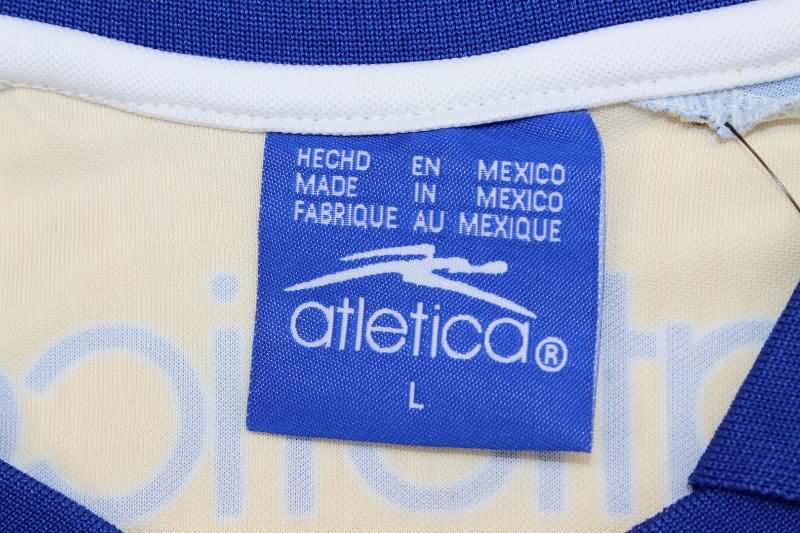 HECHD EN MEXICO
MADE IN MEXICO
FABRIQUE AU MEXIQUE
atletica®
L